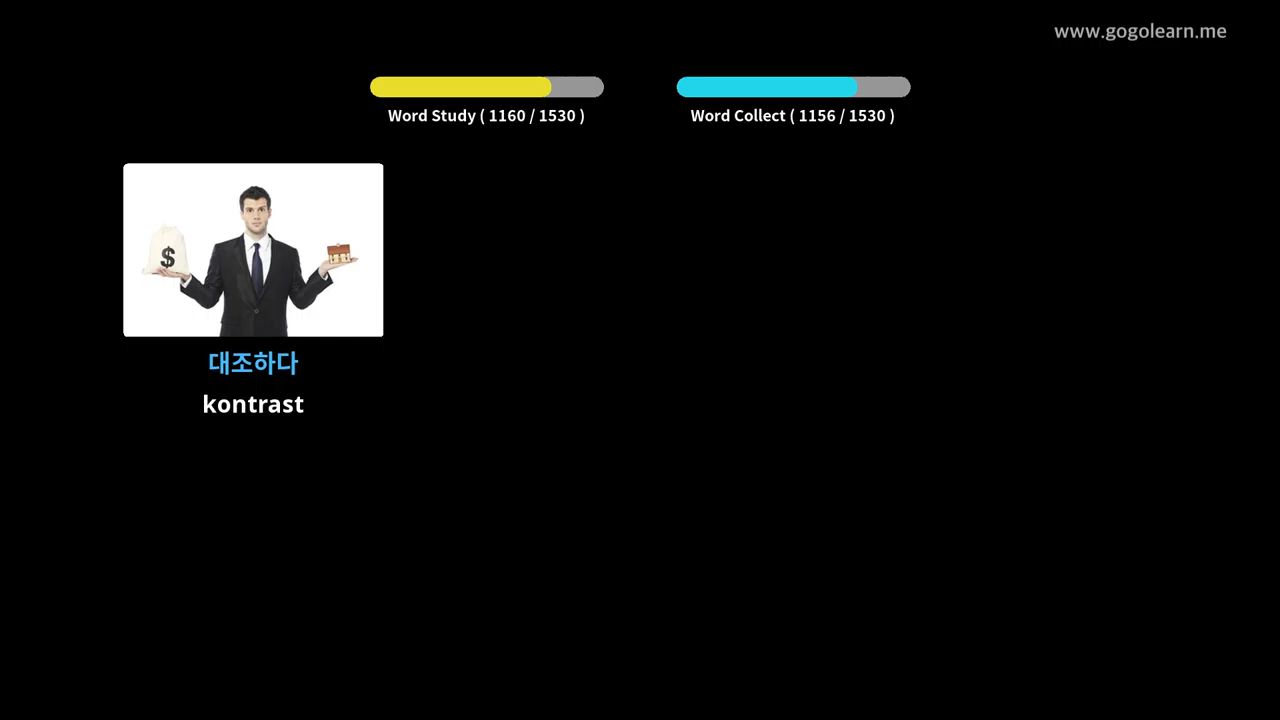 www.gogolearn.me
Word Study ( 1160 / 1530 )
Word Collect ( 1156 / 1530 )
$
대조하다
kontrast